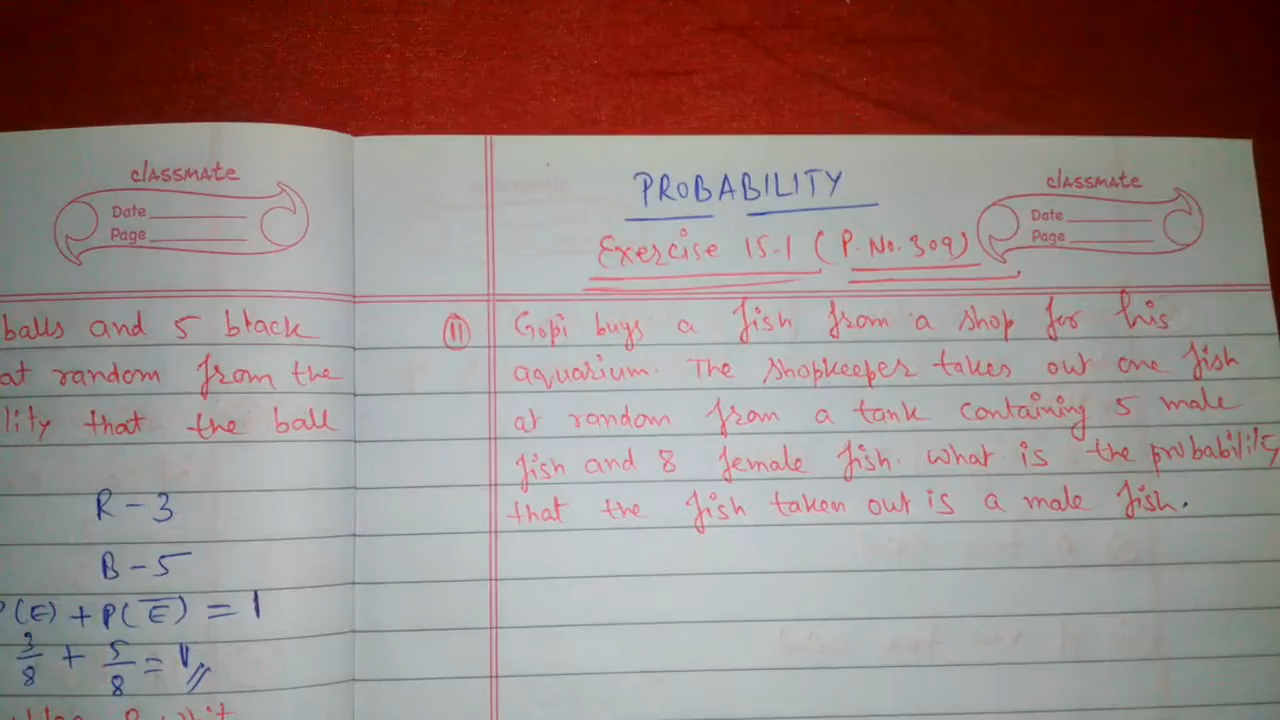 classmate
Date
Page
balls and 5 black
at random from the
lity that the ball
R - 3
B - 5
P(E) + P(E̅) = 1
3/8 + 5/8 = 1
PROBABILITY
classmate
Date
Page
Exercise 15.1 (P. No. 309)
11 Gopi buys a fish from a shop for his
aquarium. The shopkeeper takes out one fish
at random from a tank containing 5 male
fish and 8 female fish. what is the probability
that the fish taken out is a male fish.